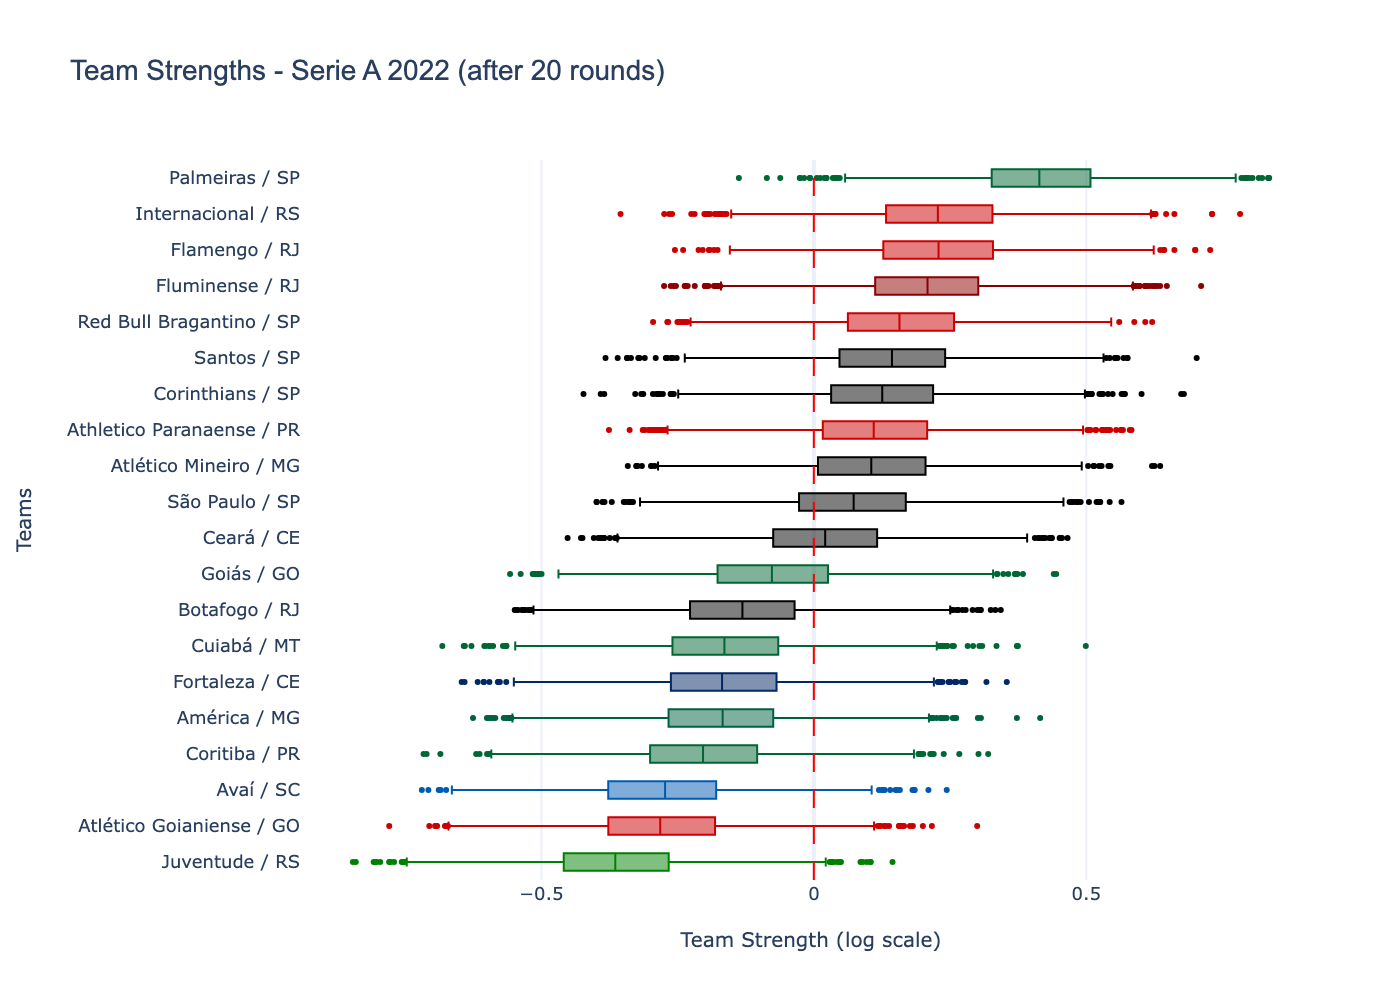 Team Strengths - Serie A 2022 (after 20 rounds)
Teams
Palmeiras / SP
Internacional / RS
Flamengo / RJ
Fluminense / RJ
Red Bull Bragantino / SP
Santos / SP
Corinthians / SP
Athletico Paranaense / PR
Atlético Mineiro / MG
São Paulo / SP
Ceará / CE
Goiás / GO
Botafogo / RJ
Cuiabá / MT
Fortaleza / CE
América / MG
Coritiba / PR
Avaí / SC
Atlético Goianiense / GO
Juventude / RS
−0.5 0 0.5
Team Strength (log scale)